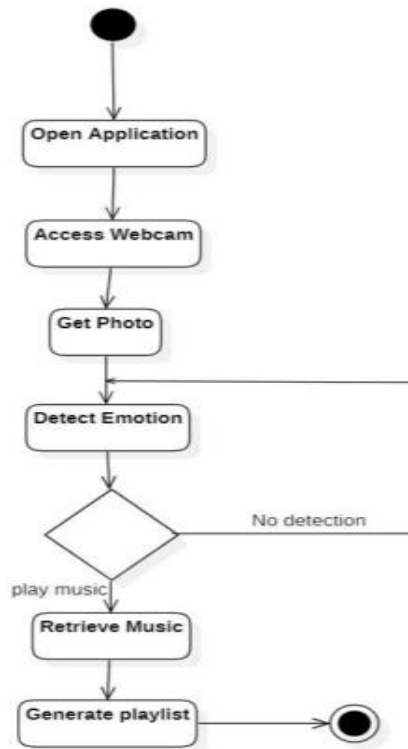 Open Application
Access Webcam
Get Photo
Detect Emotion
No detection
play music
Retrieve Music
Generate playlist